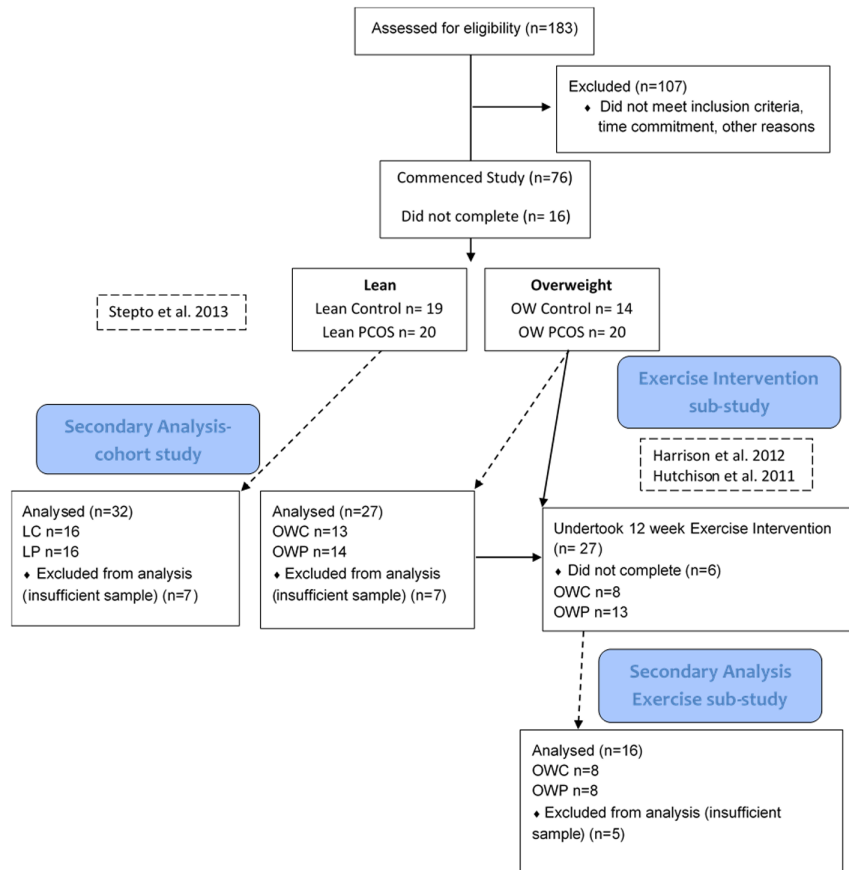 Assessed for eligibility (n=183)
Excluded (n=107)
♦ Did not meet inclusion criteria,
time commitment, other reasons
Commenced Study (n=76)
Did not complete (n= 16)
Lean
Lean Control n= 19
Lean PCOS n= 20
Overweight
OW Control n= 14
OW PCOS n= 20
Stepto et al. 2013
Exercise Intervention
sub-study
Secondary Analysis-
cohort study
Harrison et al. 2012
Hutchison et al. 2011
Analysed (n=32)
LC n=16
LP n=16
♦ Excluded from analysis
(insufficient sample) (n=7)
Analysed (n=27)
OWC n=13
OWP n=14
♦ Excluded from analysis
(insufficient sample) (n=7)
Undertook 12 week Exercise Intervention
(n= 27)
♦ Did not complete (n=6)
OWC n=8
OWP n=13
Secondary Analysis
Exercise sub-study
Analysed (n=16)
OWC n=8
OWP n=8
♦ Excluded from analysis (insufficient
sample) (n=5)